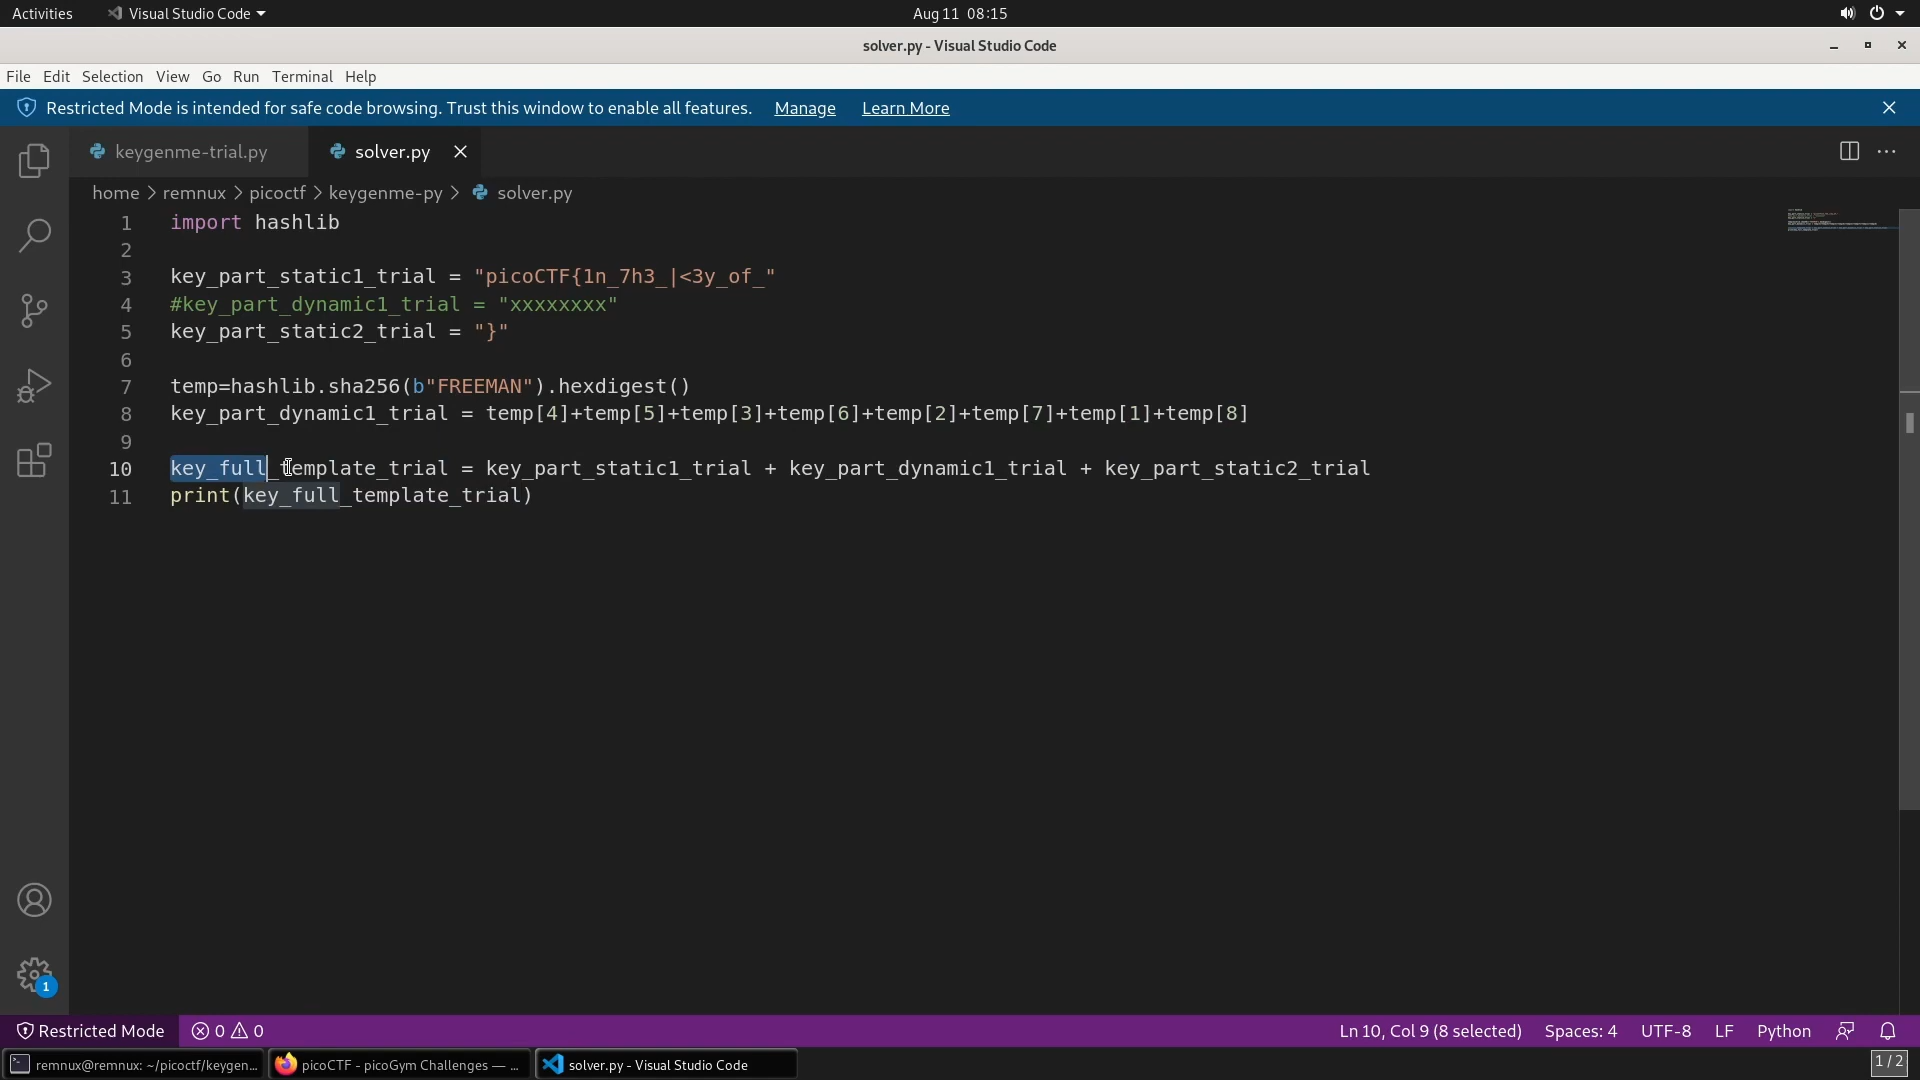 Activities Visual Studio Code Aug 11 08:15
solver.py - Visual Studio Code
File Edit Selection View Go Run Terminal Help
Restricted Mode is intended for safe code browsing. Trust this window to enable all features. Manage Learn More
keygenme-trial.py solver.py
home > remnux > picoctf > keygenme-py > solver.py
1 import hashlib
2
3 key_part_static1_trial = "picoCTF{1n_7h3_|<3y_of_"
4 #key_part_dynamic1_trial = "xxxxxxxx"
5 key_part_static2_trial = "}"
6
7 temp=hashlib.sha256(b"FREEMAN").hexdigest()
8 key_part_dynamic1_trial = temp[4]+temp[5]+temp[3]+temp[6]+temp[2]+temp[7]+temp[1]+temp[8]
9
10 key_full_template_trial = key_part_static1_trial + key_part_dynamic1_trial + key_part_static2_trial
11 print(key_full_template_trial)
1
Restricted Mode 0 0 Ln 10, Col 9 (8 selected) Spaces: 4 UTF-8 LF Python
remnux@remnux: ~/picoctf/keygen... picoCTF - picoGym Challenges — ... solver.py - Visual Studio Code 1 / 2